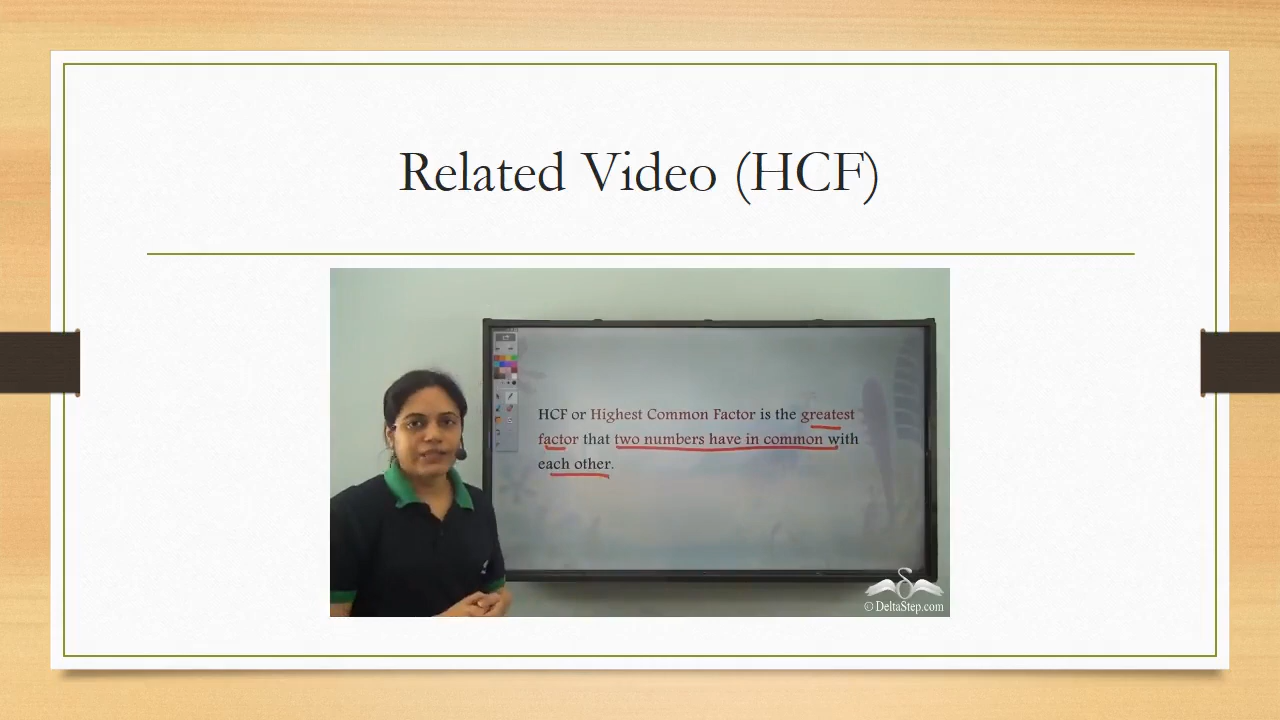 Related Video (HCF)
HCF or Highest Common Factor is the greatest
factor that two numbers have in common with
each other.
© DeltaStep.com